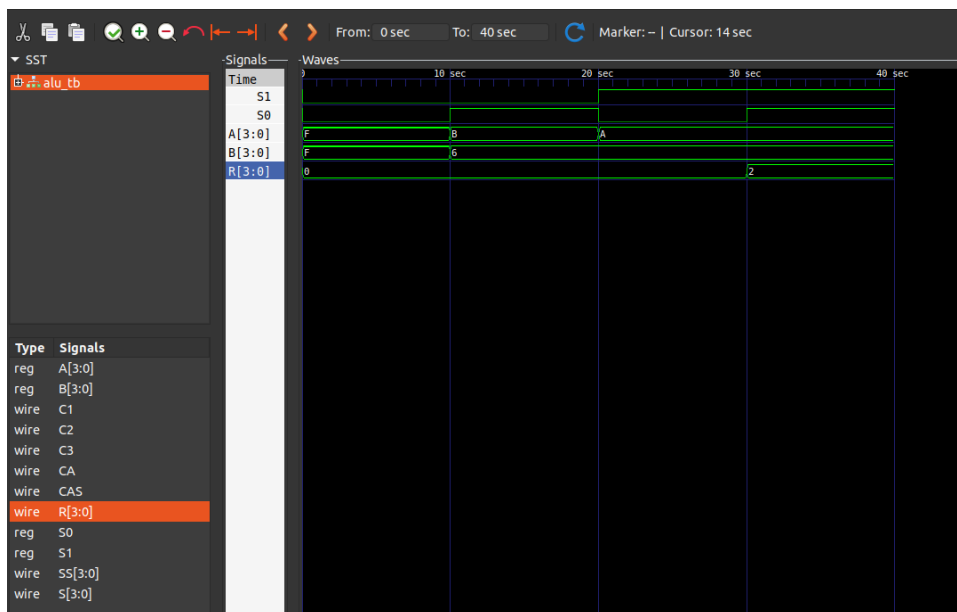 From: 0 sec To: 40 sec Marker: -- | Cursor: 14 sec
SST
alu_tb
Signals
Waves
Time
0 10 sec 20 sec 30 sec 40 sec
S1
S0
A[3:0] F B A
B[3:0] F 6
R[3:0] 0 2
Type Signals
reg A[3:0]
reg B[3:0]
wire C1
wire C2
wire C3
wire CA
wire CAS
wire R[3:0]
reg S0
reg S1
wire SS[3:0]
wire S[3:0]